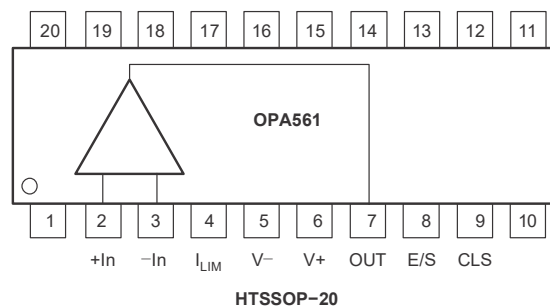 20 19 18 17 16 15 14 13 12 11
OPA561
1 2 3 4 5 6 7 8 9 10
+In −In ILIM V− V+ OUT E/S CLS
HTSSOP−20